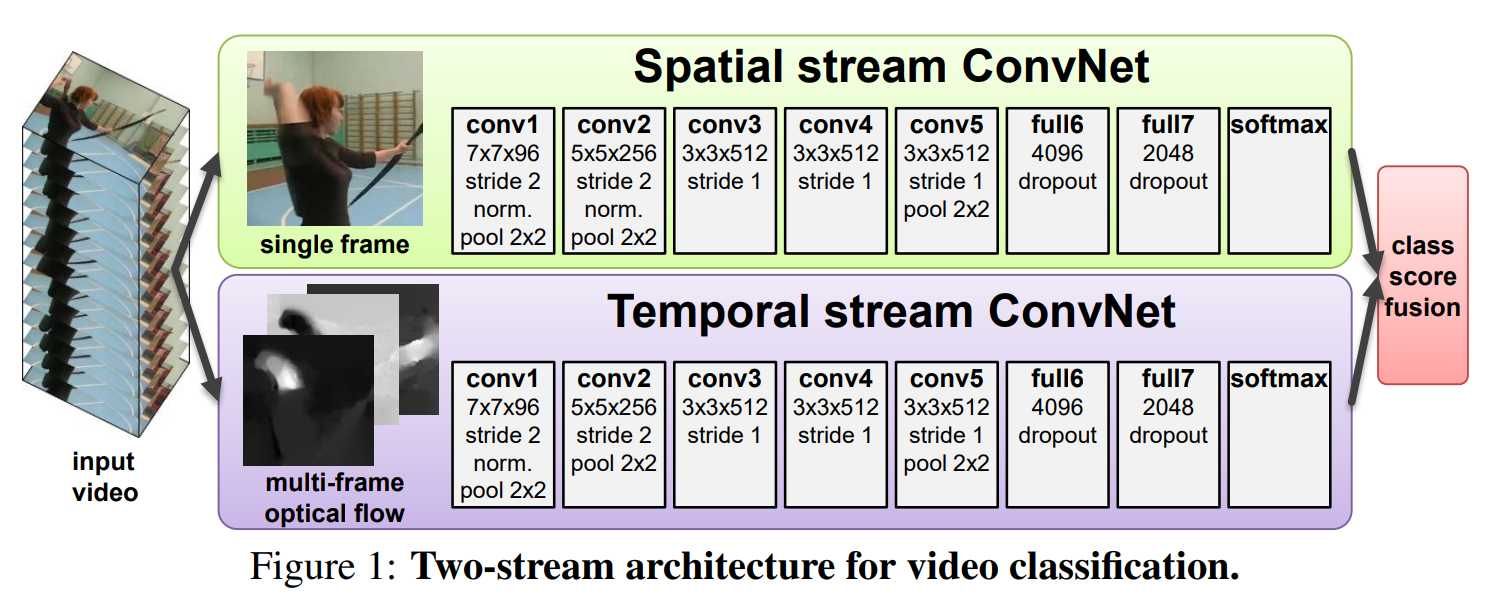 Spatial stream ConvNet
single frame
conv1
7x7x96
stride 2
norm.
pool 2x2
conv2
5x5x256
stride 2
norm.
pool 2x2
conv3
3x3x512
stride 1
conv4
3x3x512
stride 1
conv5
3x3x512
stride 1
pool 2x2
full6
4096
dropout
full7
2048
dropout
softmax
Temporal stream ConvNet
multi-frame
optical flow
conv1
7x7x96
stride 2
norm.
pool 2x2
conv2
5x5x256
stride 2
pool 2x2
conv3
3x3x512
stride 1
conv4
3x3x512
stride 1
conv5
3x3x512
stride 1
pool 2x2
full6
4096
dropout
full7
2048
dropout
softmax
input
video
class
score
fusion
Figure 1: Two-stream architecture for video classification.